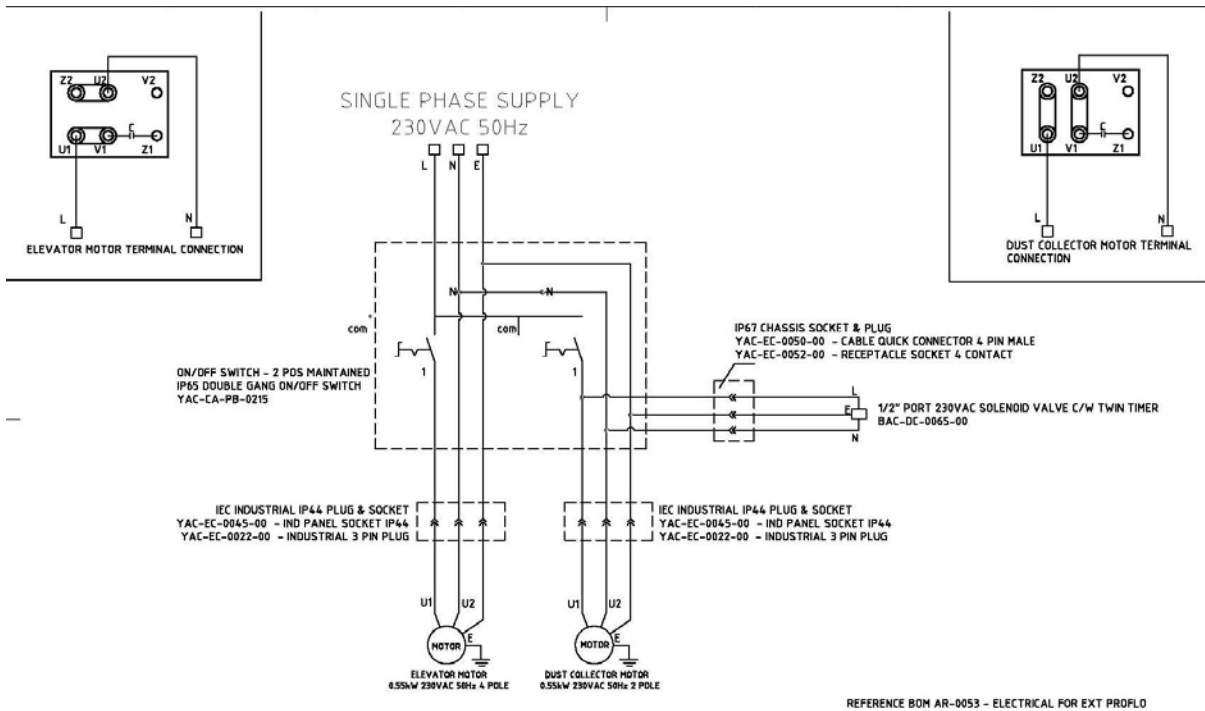 Z2 U2 V2
C
U1 V1 Z1
L N
ELEVATOR MOTOR TERMINAL CONNECTION
SINGLE PHASE SUPPLY
230VAC 50Hz
L N E
Z2 U2 V2
C
U1 V1 Z1
L N
DUST COLLECTOR MOTOR TERMINAL
CONNECTION
N N
com com
1 1
ON/OFF SWITCH - 2 POS MAINTAINED
IP65 DOUBLE GANG ON/OFF SWITCH
YAC-CA-PB-0215
IP67 CHASSIS SOCKET & PLUG
YAC-EC-0050-00 - CABLE QUICK CONNECTOR 4 PIN MALE
YAC-EC-0052-00 - RECEPTACLE SOCKET 4 CONTACT
L
E
N
1/2" PORT 230VAC SOLENOID VALVE C/W TWIN TIMER
BAC-DC-0065-00
IEC INDUSTRIAL IP44 PLUG & SOCKET
YAC-EC-0045-00 - IND PANEL SOCKET IP44
YAC-EC-0022-00 - INDUSTRIAL 3 PIN PLUG
IEC INDUSTRIAL IP44 PLUG & SOCKET
YAC-EC-0045-00 - IND PANEL SOCKET IP44
YAC-EC-0022-00 - INDUSTRIAL 3 PIN PLUG
U1 U2
E
MOTOR
ELEVATOR MOTOR
0.55kW 230VAC 50Hz 4 POLE
U1 U2
E
MOTOR
DUST COLLECTOR MOTOR
0.55kW 230VAC 50Hz 2 POLE
REFERENCE BOM AR-0053 - ELECTRICAL FOR EXT PROFLO